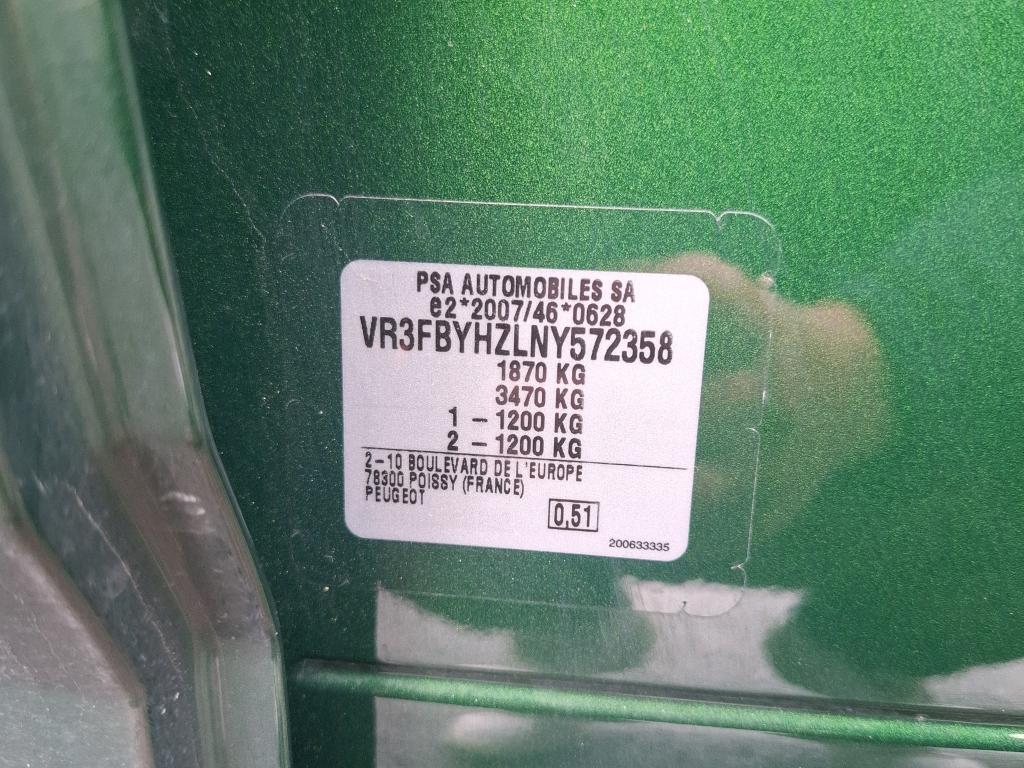 PSA AUTOMOBILES SA
e2*2007/46*0628
VR3FBYHZLNY572358
1870 KG
3470 KG
1 - 1200 KG
2 - 1200 KG
2-10 BOULEVARD DE L'EUROPE
78300 POISSY (FRANCE)
PEUGEOT
0,51
200633335